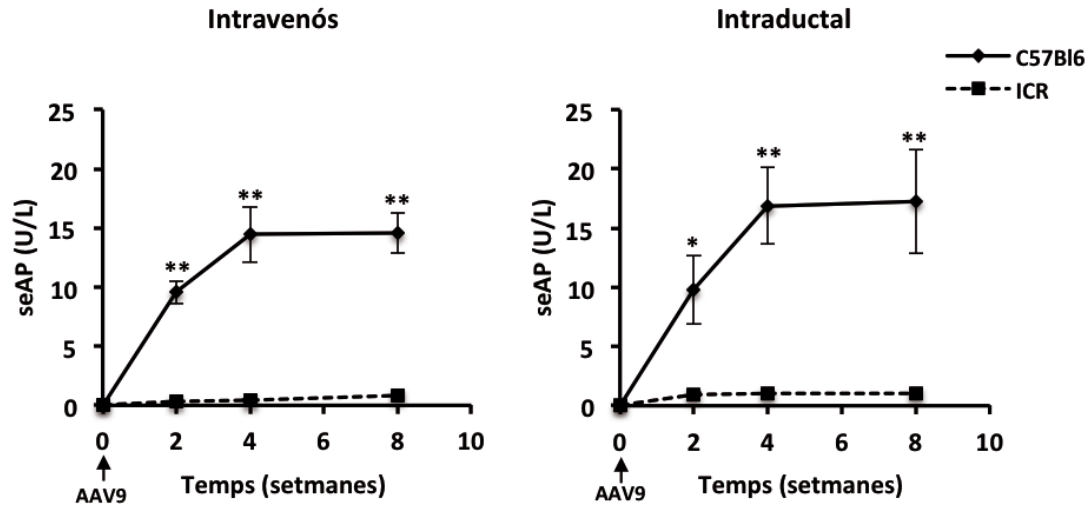 Intravenós
Intraductal
C57Bl6
ICR
seAP (U/L)
25
20
15
10
5
0
**
**
**
0 2 4 6 8 10
AAV9
Temps (setmanes)
seAP (U/L)
25
20
15
10
5
0
*
**
**
0 2 4 6 8 10
AAV9
Temps (setmanes)